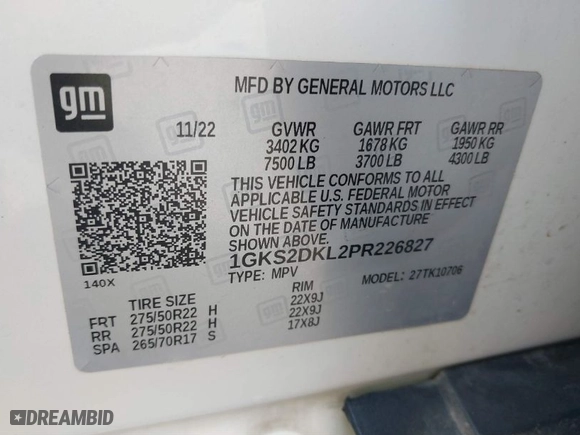 gm
MFD BY GENERAL MOTORS LLC
11/22 GVWR GAWR FRT GAWR RR
3402 KG 1678 KG 1950 KG
7500 LB 3700 LB 4300 LB
THIS VEHICLE CONFORMS TO ALL
APPLICABLE U.S. FEDERAL MOTOR
VEHICLE SAFETY STANDARDS IN EFFECT
ON THE DATE OF MANUFACTURE
1GKS2DKL2PR226827
TYPE: MPV MODEL: 27TK10706
140X
TIRE SIZE RIM
FRT 275/50R22 H 22X9J
RR 275/50R22 H 22X9J
SPA 265/70R17 S 17X8J
DREAMBID